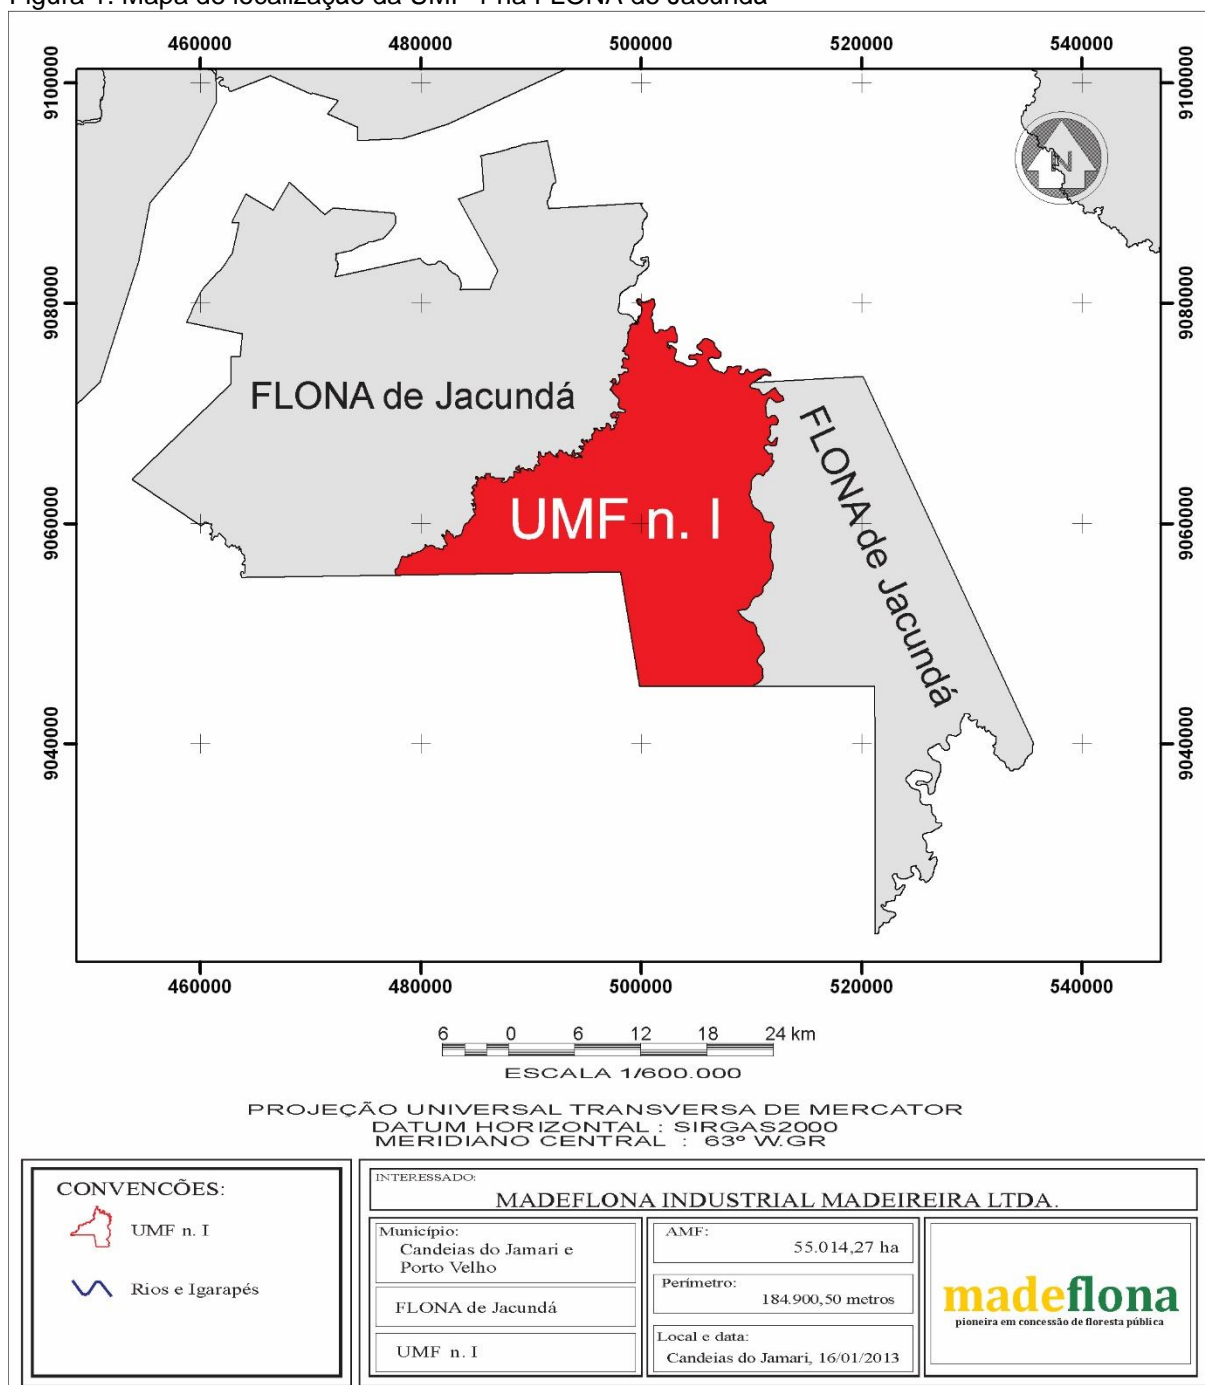 Figura 1: Mapa de localização da UMF-I na FLONA de Jacundá
460000 480000 500000 520000 540000
9100000 9100000
N
9080000 9080000
FLONA de Jacundá
FLONA de Jacundá
UMF n. I
9060000 9060000
9040000 9040000
460000 480000 500000 520000 540000
6 0 6 12 18 24 km
ESCALA 1/600.000
PROJEÇÃO UNIVERSAL TRANSVERSA DE MERCATOR
DATUM HORIZONTAL : SIRGAS2000
MERIDIANO CENTRAL : 63º W.GR
CONVENCÕES:
UMF n. I
Rios e Igarapés
INTERESSADO:
MADEFLONA INDUSTRIAL MADEIREIRA LTDA.
Município:
Candeias do Jamari e
Porto Velho
FLONA de Jacundá
UMF n. I
AMF:
55.014,27 ha
Perímetro:
184.900,50 metros
Local e data:
Candeias do Jamari, 16/01/2013
madeflona
pioneira em concessão de floresta pública